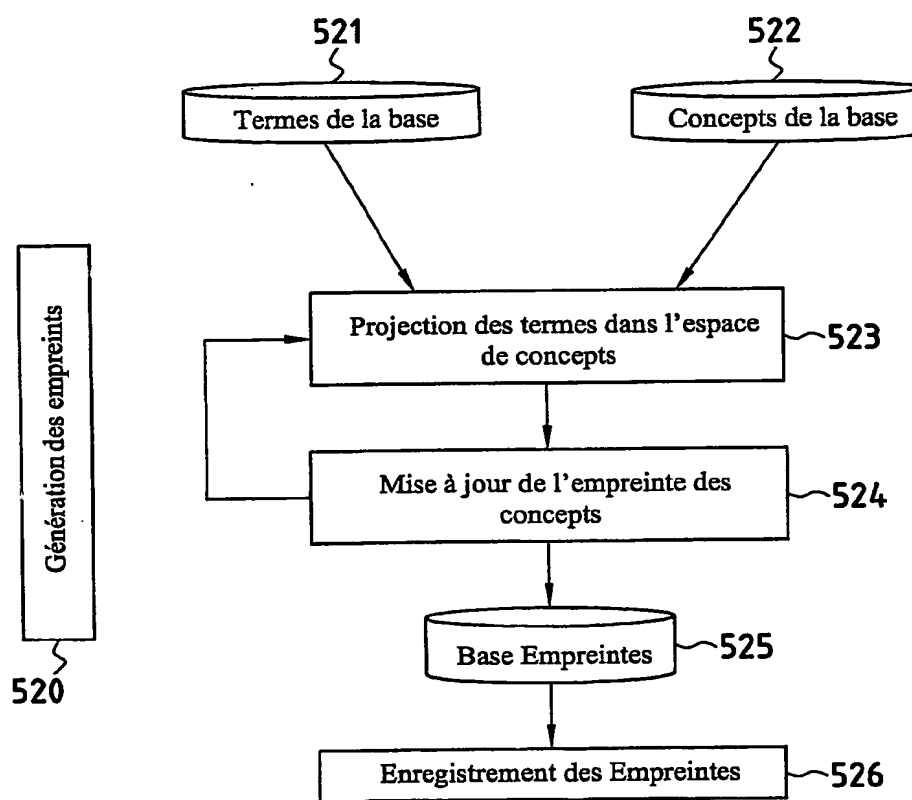 521
522
Termes de la base
Concepts de la base
Projection des termes dans l'espace
de concepts
523
Génération des empreints
Mise à jour de l'empreinte des
concepts
524
Base Empreintes
525
520
Enregistrement des Empreintes
526